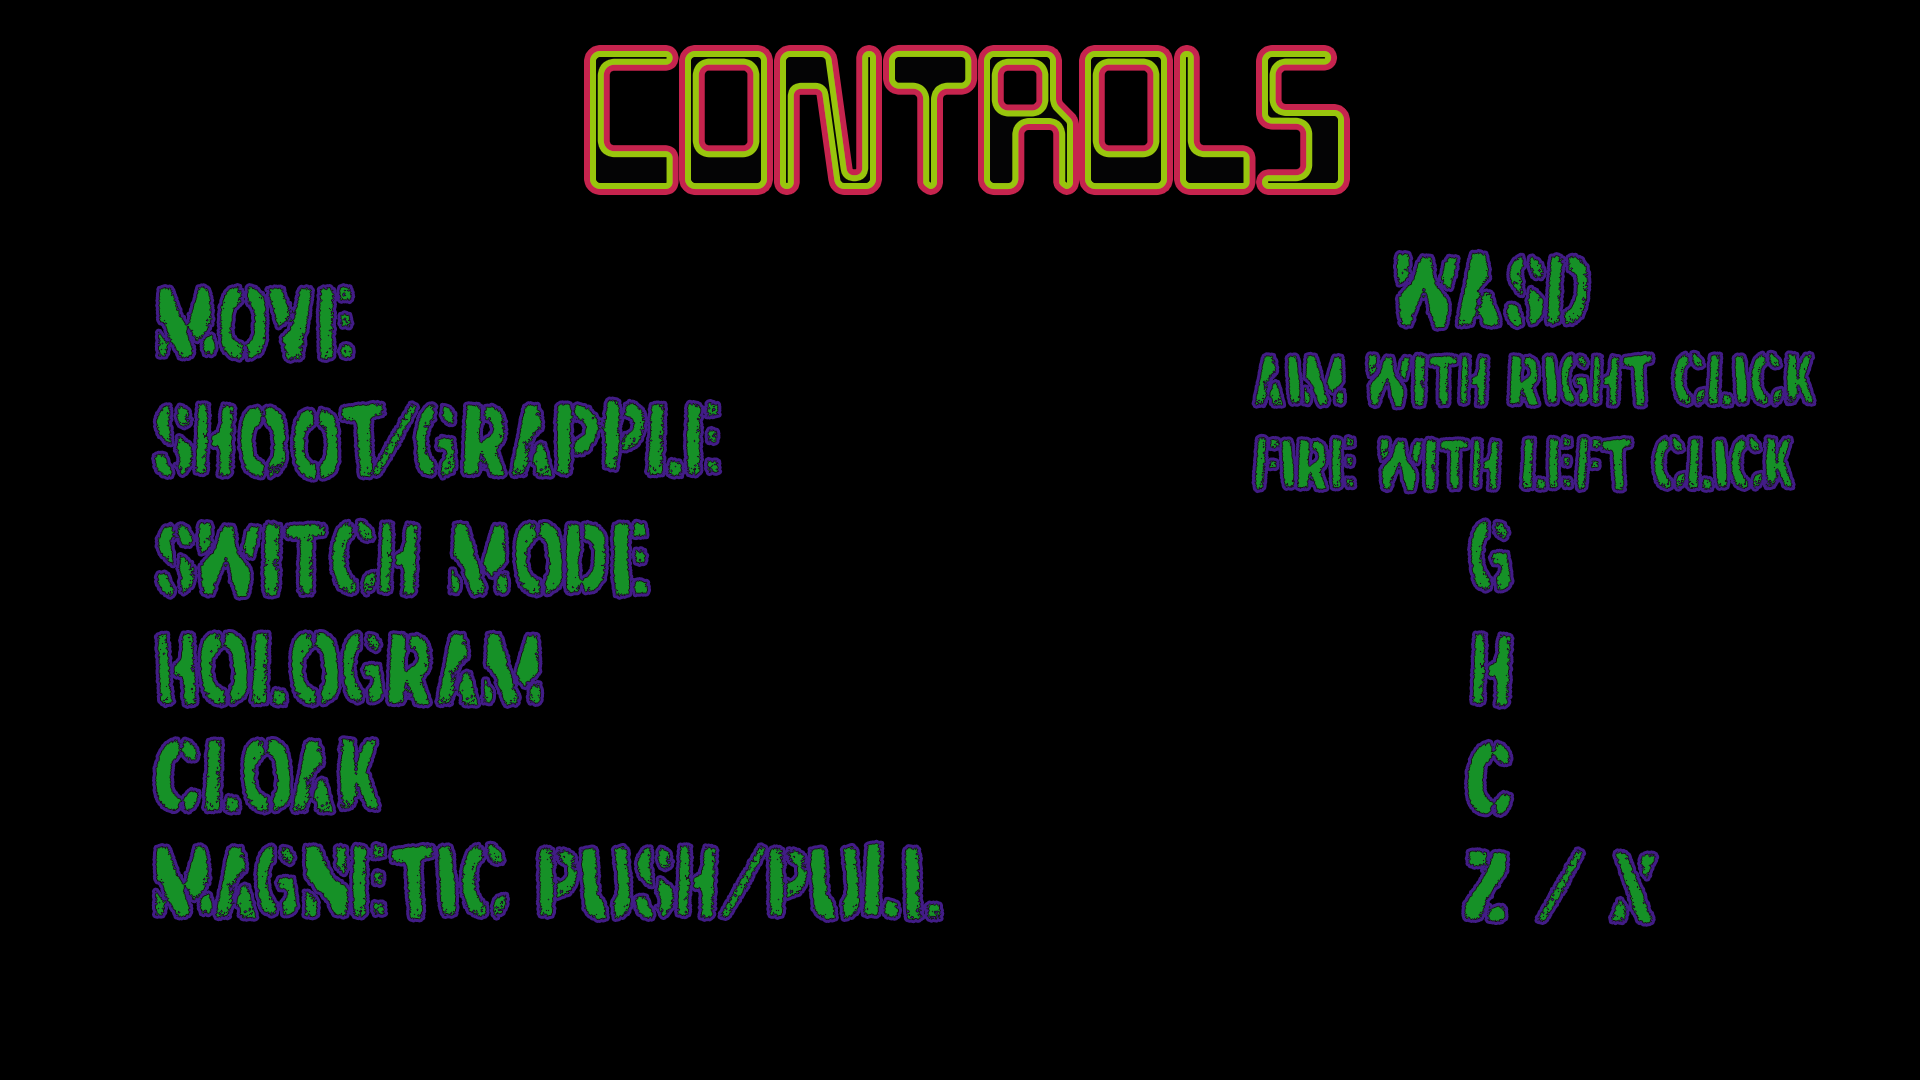 CONTROLS
MOVE
WASD
SHOOT/GRAPPLE
AIM WITH RIGHT CLICK
FIRE WITH LEFT CLICK
SWITCH MODE
G
HOLOGRAM
H
CLOAK
C
MAGNETIC PUSH/PULL
Z / X